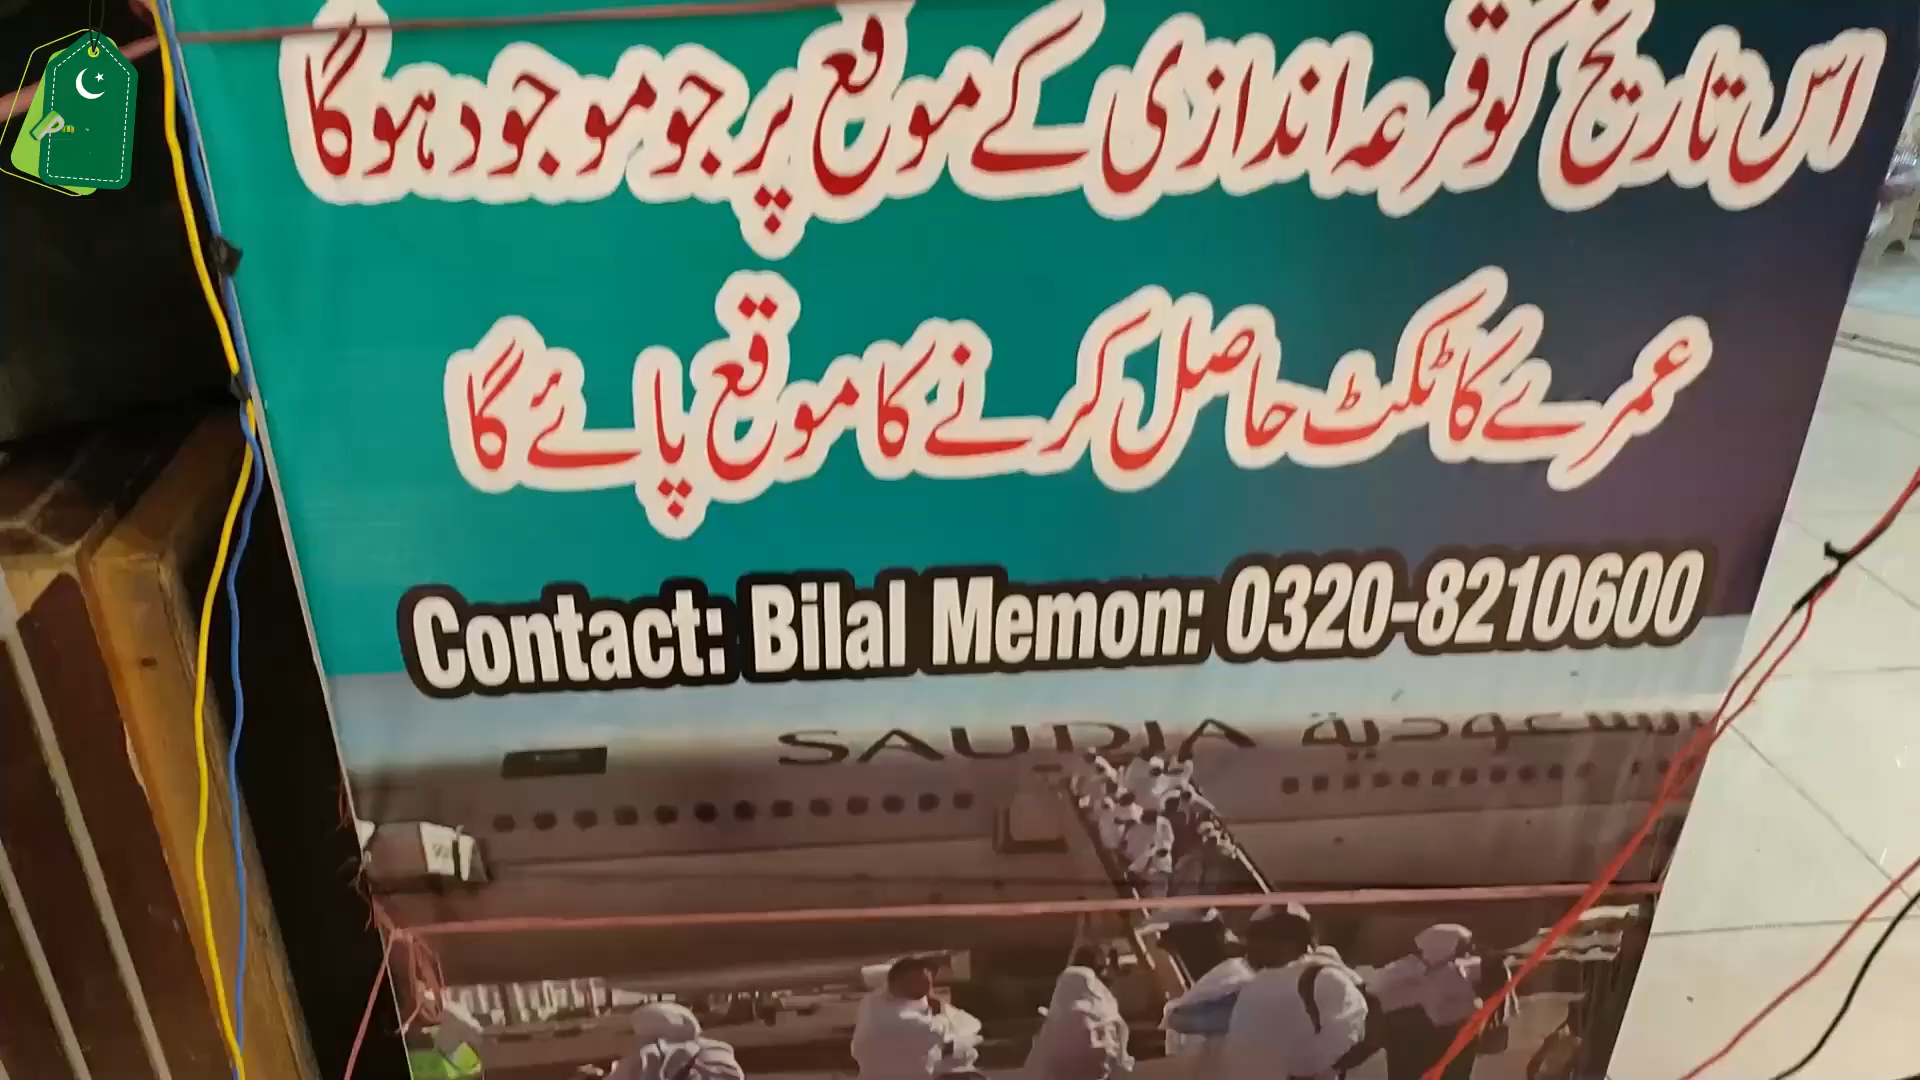 اس تاریخ کو قرعہ اندازی کے موقع پر جو موجود ہوگا
عمرے کا ٹکٹ حاصل کرنے کا موقع پائے گا
Contact: Bilal Memon: 0320-8210600
SAUDIA السعودية